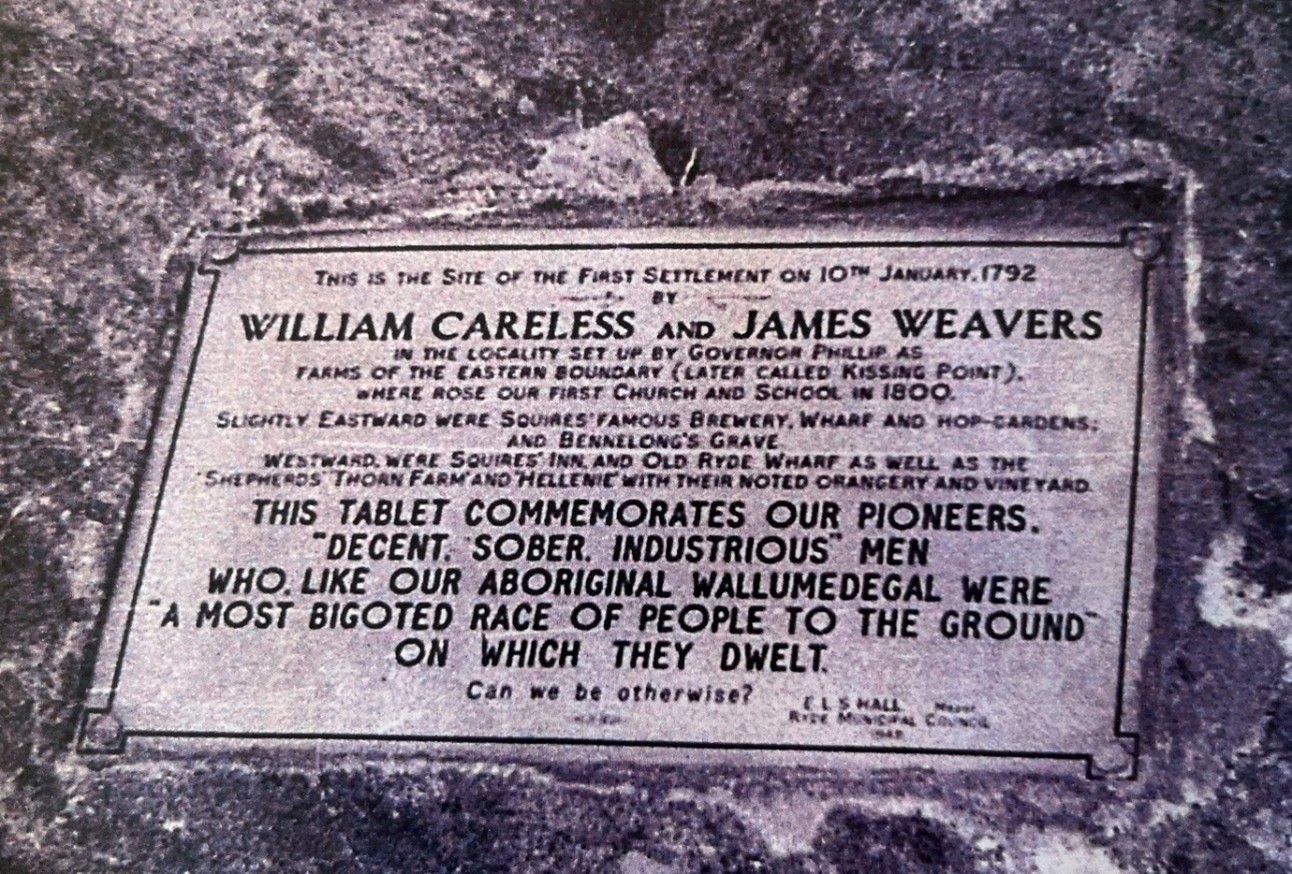 THIS IS THE SITE OF THE FIRST SETTLEMENT ON 10TH JANUARY, 1792
BY
WILLIAM CARELESS AND JAMES WEAVERS
IN THE LOCALITY SET UP BY GOVERNOR PHILLIP AS
FARMS OF THE EASTERN BOUNDARY (LATER CALLED KISSING POINT),
WHERE ROSE OUR FIRST CHURCH AND SCHOOL IN 1800.
SLIGHTLY EASTWARD WERE SQUIRES' FAMOUS BREWERY, WHARF AND HOP-GARDENS;
AND BENNELONG'S GRAVE
WESTWARD, WERE SQUIRES' INN, AND OLD RYDE WHARF AS WELL AS THE
"SHEPHERDS' THORN FARM" AND "HELLENIE" WITH THEIR NOTED ORANGERY AND VINEYARD.
THIS TABLET COMMEMORATES OUR PIONEERS,
"DECENT, SOBER, INDUSTRIOUS" MEN
WHO, LIKE OUR ABORIGINAL WALLUMEDEGAL WERE
"A MOST BIGOTED RACE OF PEOPLE TO THE GROUND"
ON WHICH THEY DWELT.
Can we be otherwise?
E L S HALL Mayor
RYDE MUNICIPAL COUNCIL